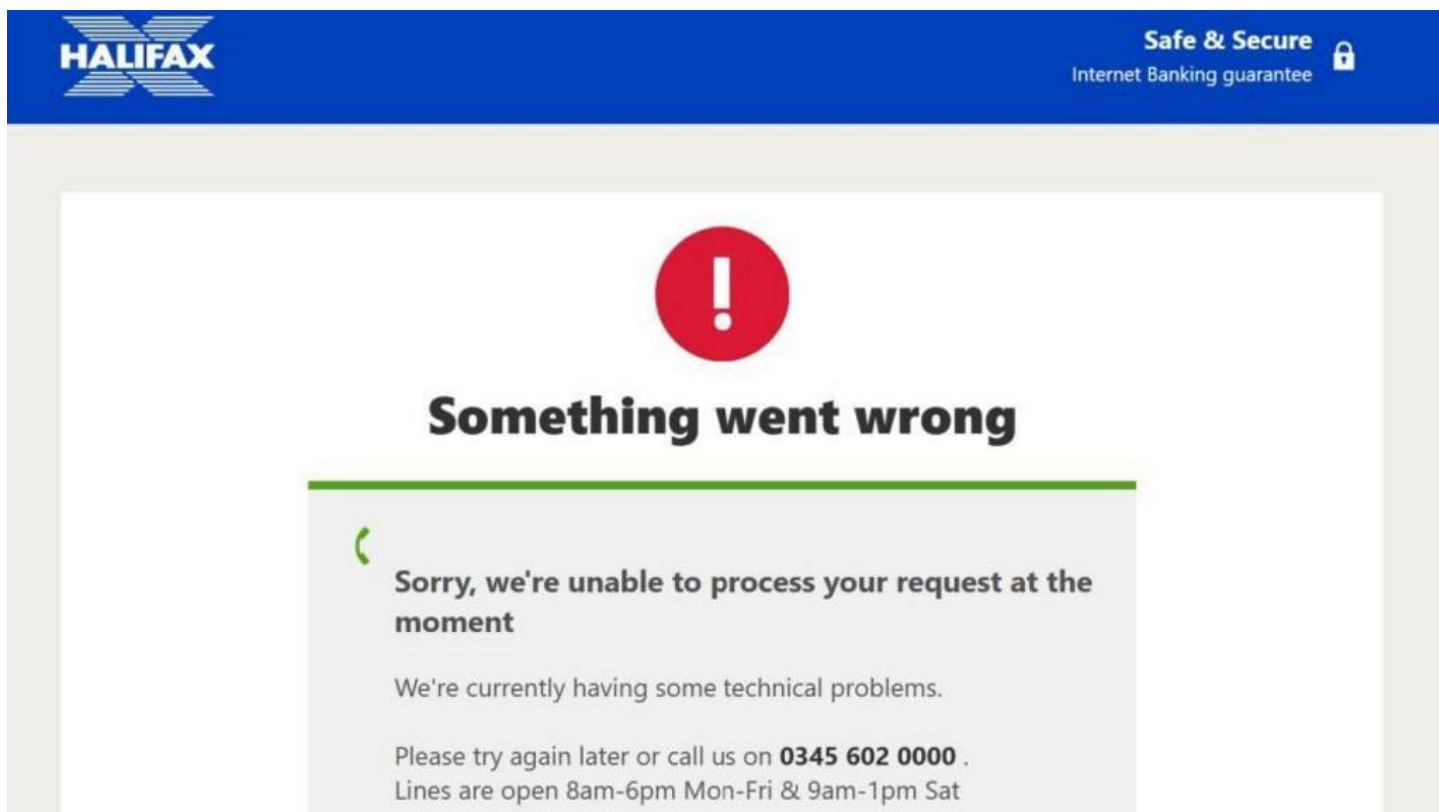 HALIFAX
Safe & Secure
Internet Banking guarantee
Something went wrong
Sorry, we're unable to process your request at the
moment
We're currently having some technical problems.
Please try again later or call us on 0345 602 0000 .
Lines are open 8am-6pm Mon-Fri & 9am-1pm Sat